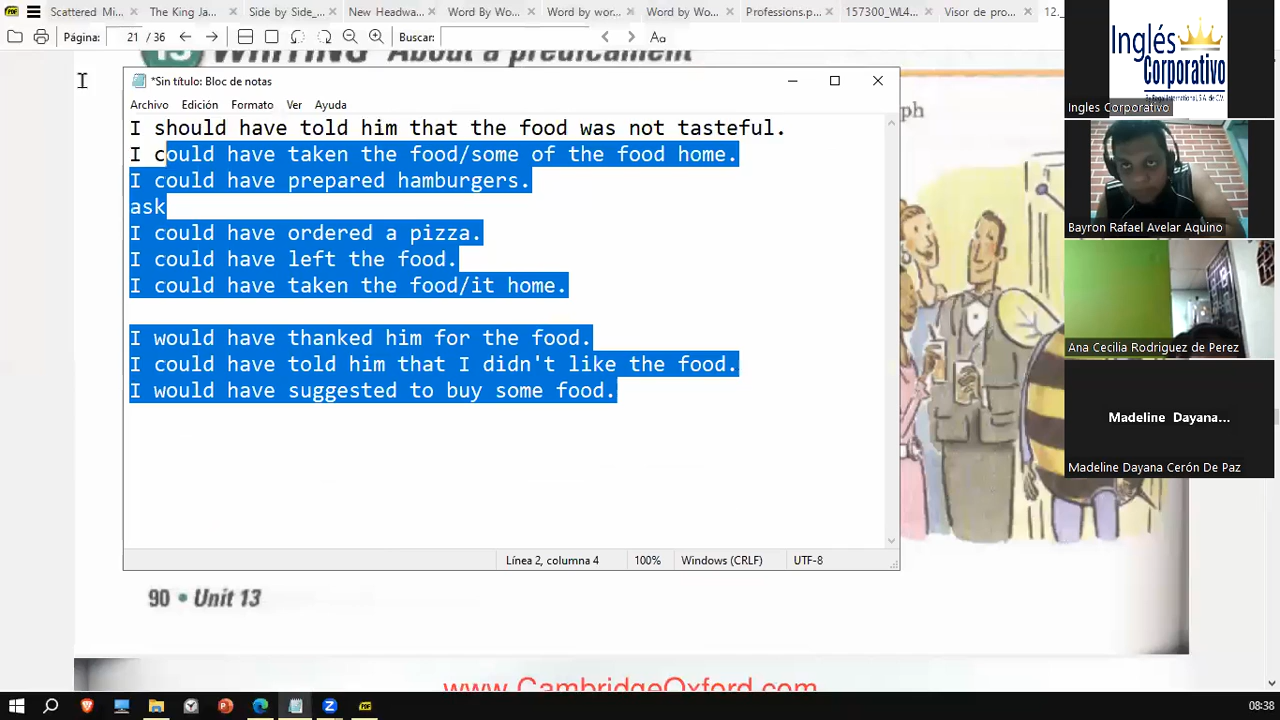 Scattered Mi...
The King Ja...
Side by Side_...
New Headwa...
Word By Wo...
Word by wor...
Word by Wo...
Professions.p...
157300_WL4...
Visor de pro...
12._
Página: 21 / 36
Buscar:
Aa
13 WRITING About a predicament
*Sin título: Bloc de notas
Archivo Edición Formato Ver Ayuda
I should have told him that the food was not tasteful.
I could have taken the food/some of the food home.
I could have prepared hamburgers.
ask
I could have ordered a pizza.
I could have left the food.
I could have taken the food/it home.
I would have thanked him for the food.
I could have told him that I didn't like the food.
I would have suggested to buy some food.
Línea 2, columna 4 100% Windows (CRLF) UTF-8
ph
90 • Unit 13
www.CambridgeOxford.com
Inglés
Corporativo
Ingles Corporativo
Bayron Rafael Avelar Aquino
Ana Cecilia Rodriguez de Perez
Madeline Dayana...
Madeline Dayana Cerón De Paz
08:38